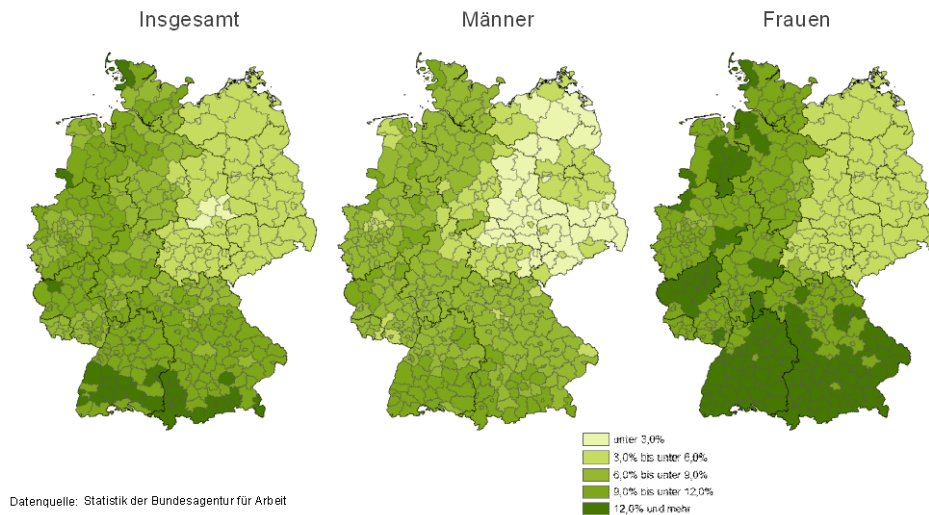 Insgesamt
Männer
Frauen
unter 3,0%
3,0% bis unter 6,0%
6,0% bis unter 9,0%
9,0% bis unter 12,0%
12,0% und mehr
Datenquelle: Statistik der Bundesagentur für Arbeit